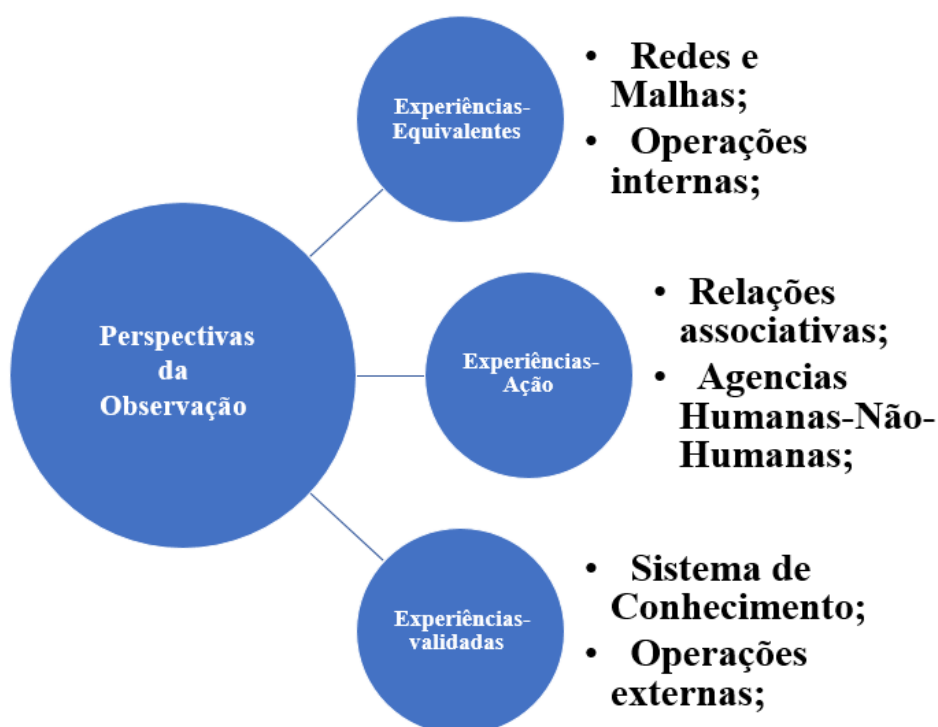 Perspectivas
da
Observação
Experiências-
Equivalentes
• Redes e
Malhas;
• Operações
internas;
Experiências-
Ação
• Relações
associativas;
• Agencias
Humanas-Não-
Humanas;
Experiências-
validadas
• Sistema de
Conhecimento;
• Operações
externas;